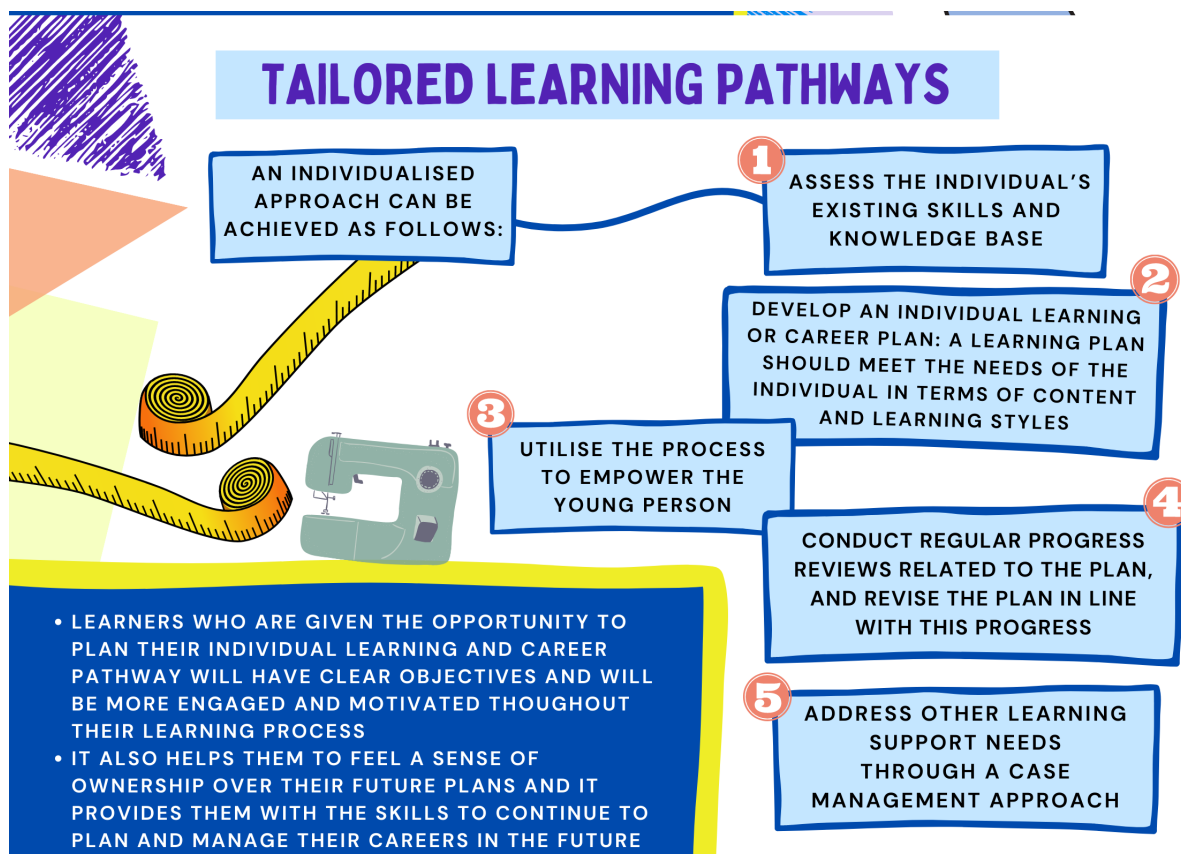 TAILORED LEARNING PATHWAYS
AN INDIVIDUALISED
APPROACH CAN BE
ACHIEVED AS FOLLOWS:
1
ASSESS THE INDIVIDUAL'S
EXISTING SKILLS AND
KNOWLEDGE BASE
2
DEVELOP AN INDIVIDUAL LEARNING
OR CAREER PLAN: A LEARNING PLAN
SHOULD MEET THE NEEDS OF THE
INDIVIDUAL IN TERMS OF CONTENT
AND LEARNING STYLES
3
UTILISE THE PROCESS
TO EMPOWER THE
YOUNG PERSON
4
CONDUCT REGULAR PROGRESS
REVIEWS RELATED TO THE PLAN,
AND REVISE THE PLAN IN LINE
WITH THIS PROGRESS
5
ADDRESS OTHER LEARNING
SUPPORT NEEDS
THROUGH A CASE
MANAGEMENT APPROACH
• LEARNERS WHO ARE GIVEN THE OPPORTUNITY TO
PLAN THEIR INDIVIDUAL LEARNING AND CAREER
PATHWAY WILL HAVE CLEAR OBJECTIVES AND WILL
BE MORE ENGAGED AND MOTIVATED THOUGHOUT
THEIR LEARNING PROCESS
• IT ALSO HELPS THEM TO FEEL A SENSE OF
OWNERSHIP OVER THEIR FUTURE PLANS AND IT
PROVIDES THEM WITH THE SKILLS TO CONTINUE TO
PLAN AND MANAGE THEIR CAREERS IN THE FUTURE